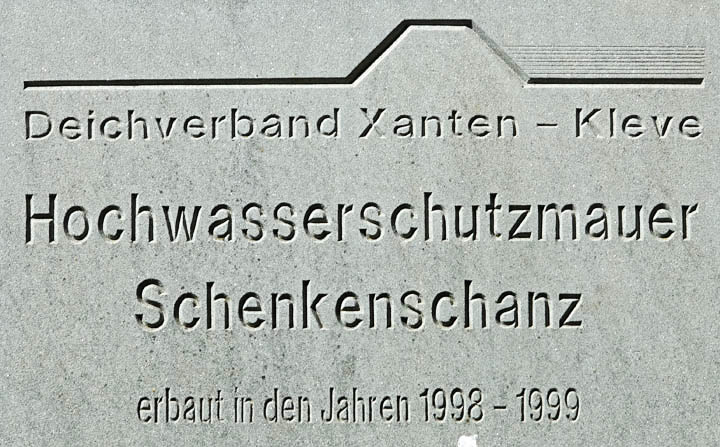 Deichverband Xanten – Kleve
Hochwasserschutzmauer
Schenkenschanz
erbaut in den Jahren 1998 – 1999